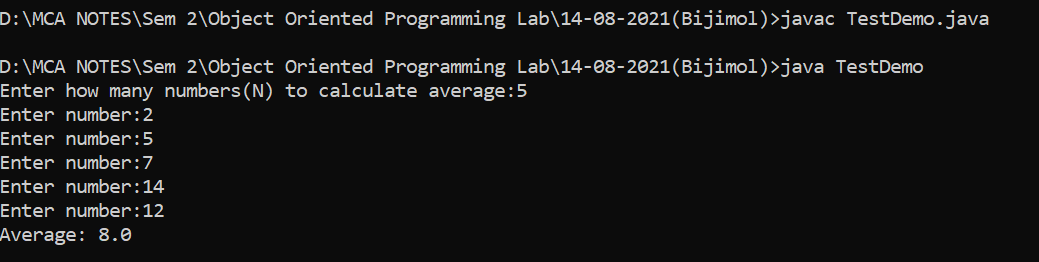 D:\MCA NOTES\Sem 2\Object Oriented Programming Lab\14-08-2021(Bijimol)>javac TestDemo.java
D:\MCA NOTES\Sem 2\Object Oriented Programming Lab\14-08-2021(Bijimol)>java TestDemo
Enter how many numbers(N) to calculate average:5
Enter number:2
Enter number:5
Enter number:7
Enter number:14
Enter number:12
Average: 8.0